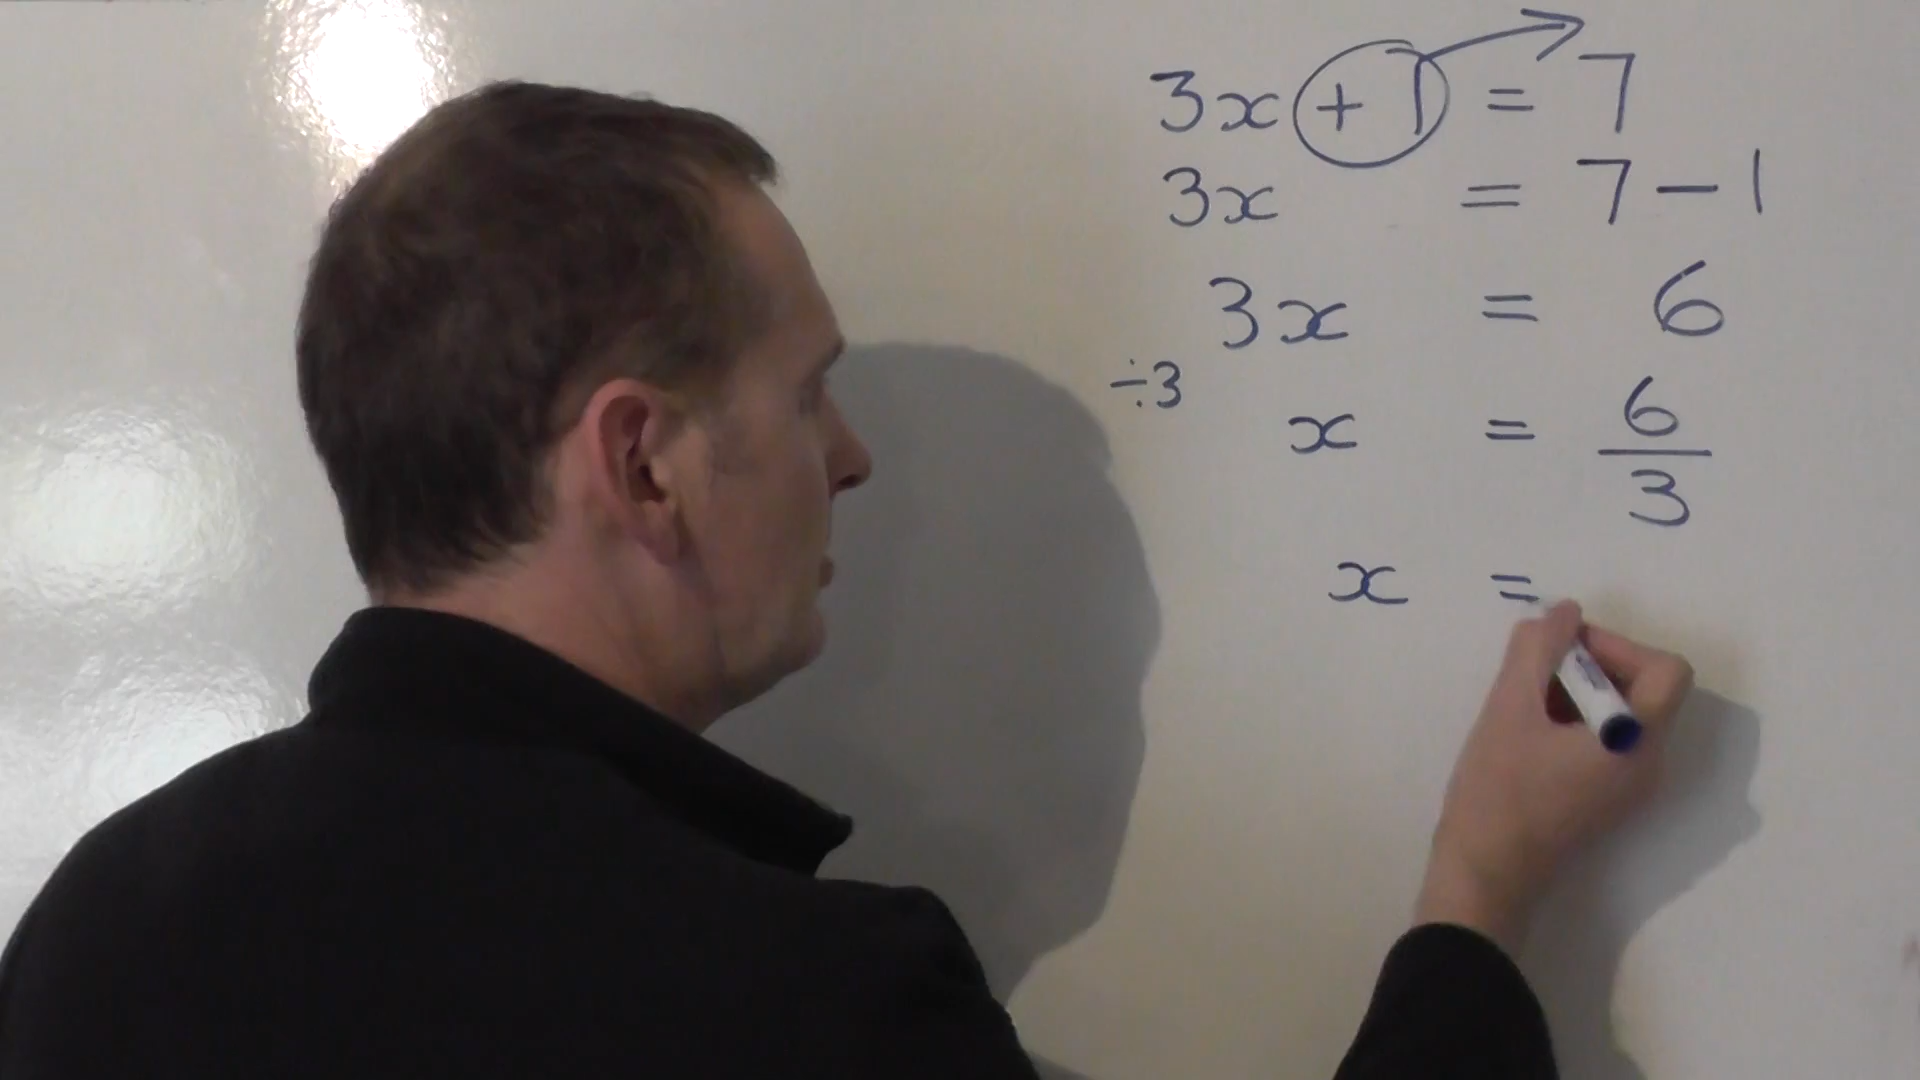 3x + 1 = 7
3x = 7 - 1
3x = 6
÷3
x = 6/3
x =